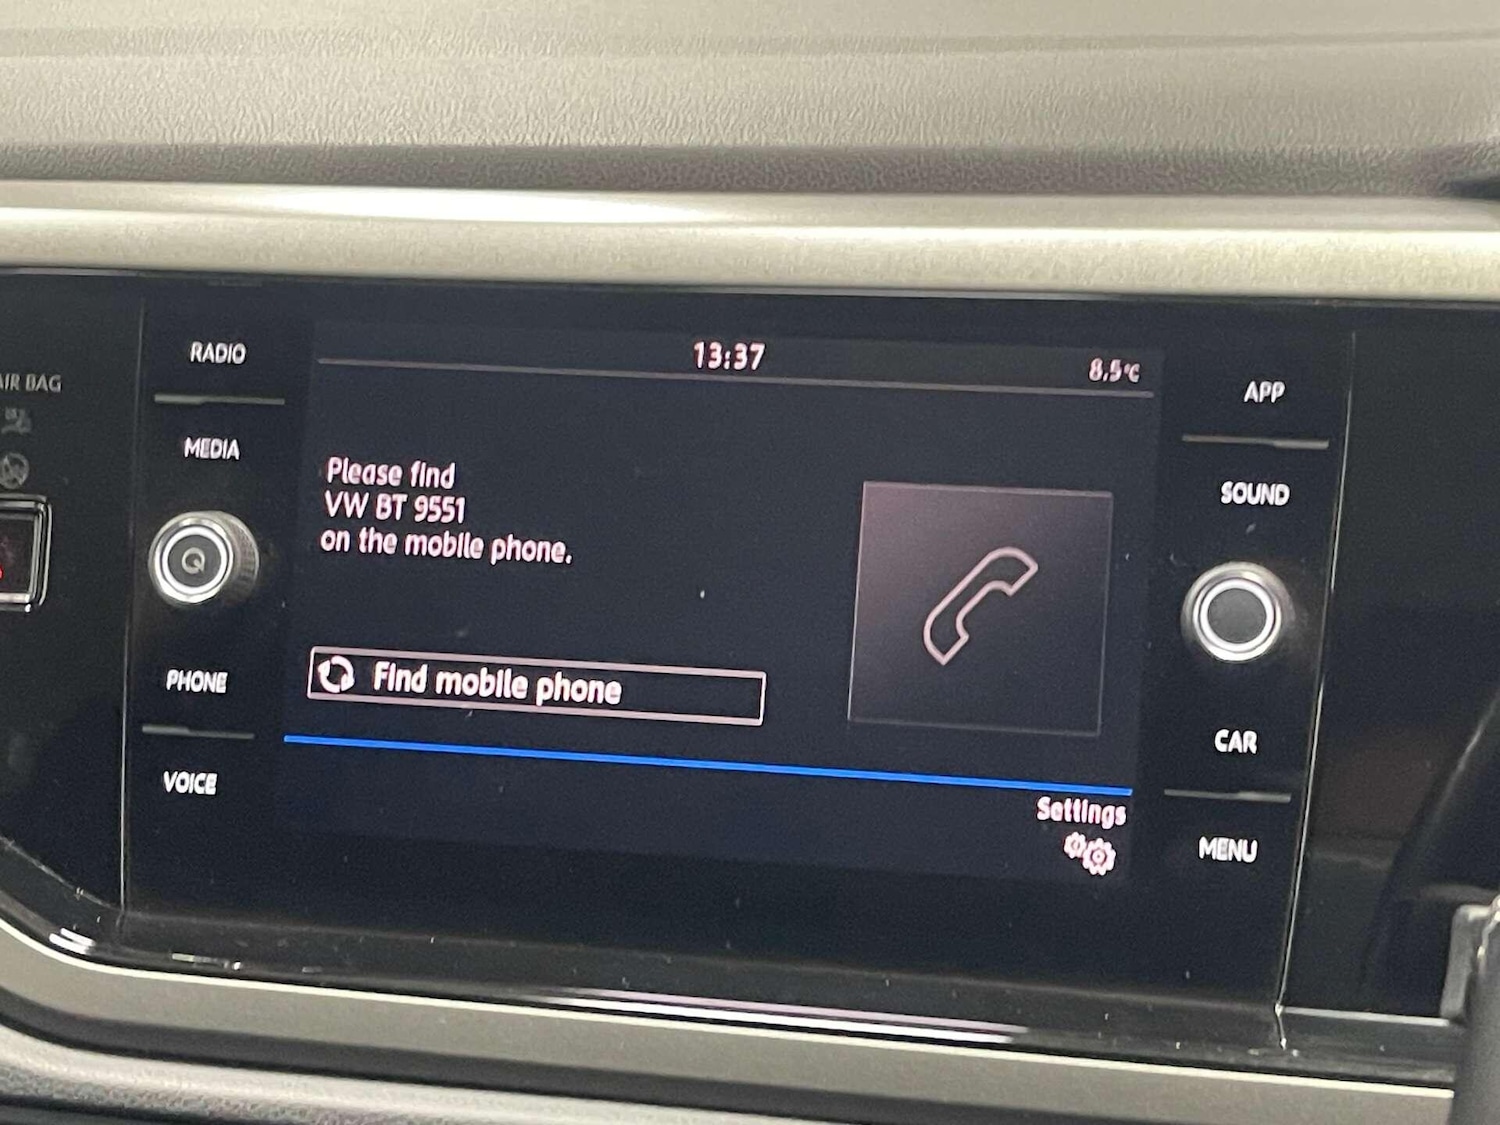 AIR BAG
RADIO
MEDIA
PHONE
VOICE
13:37
8,5°C
Please find
VW BT 9551
on the mobile phone.
Find mobile phone
Settings
APP
SOUND
CAR
MENU